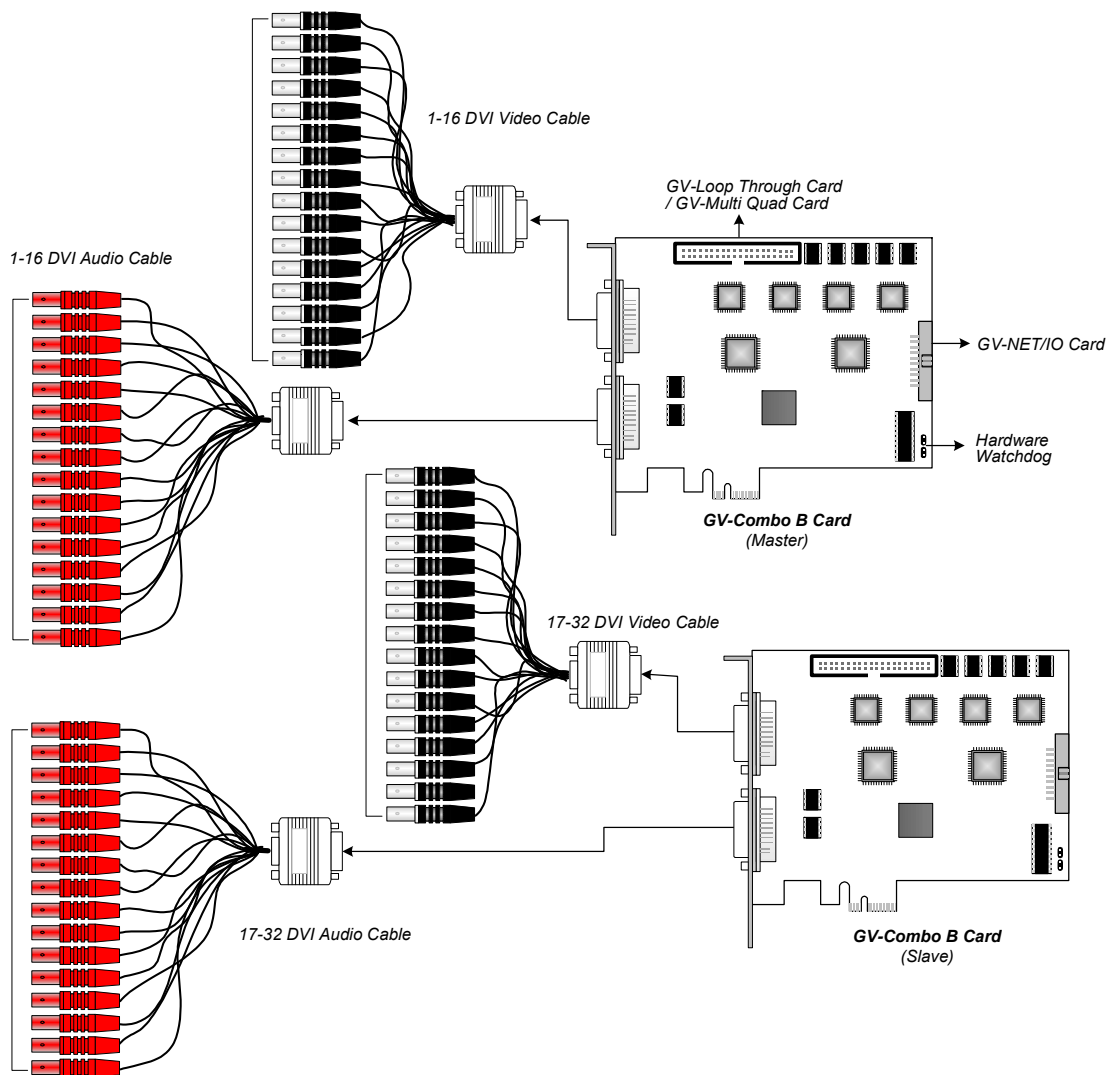 1-16 DVI Video Cable
GV-Loop Through Card
/ GV-Multi Quad Card
1-16 DVI Audio Cable
GV-NET/IO Card
Hardware
Watchdog
GV-Combo B Card
(Master)
17-32 DVI Video Cable
17-32 DVI Audio Cable
GV-Combo B Card
(Slave)